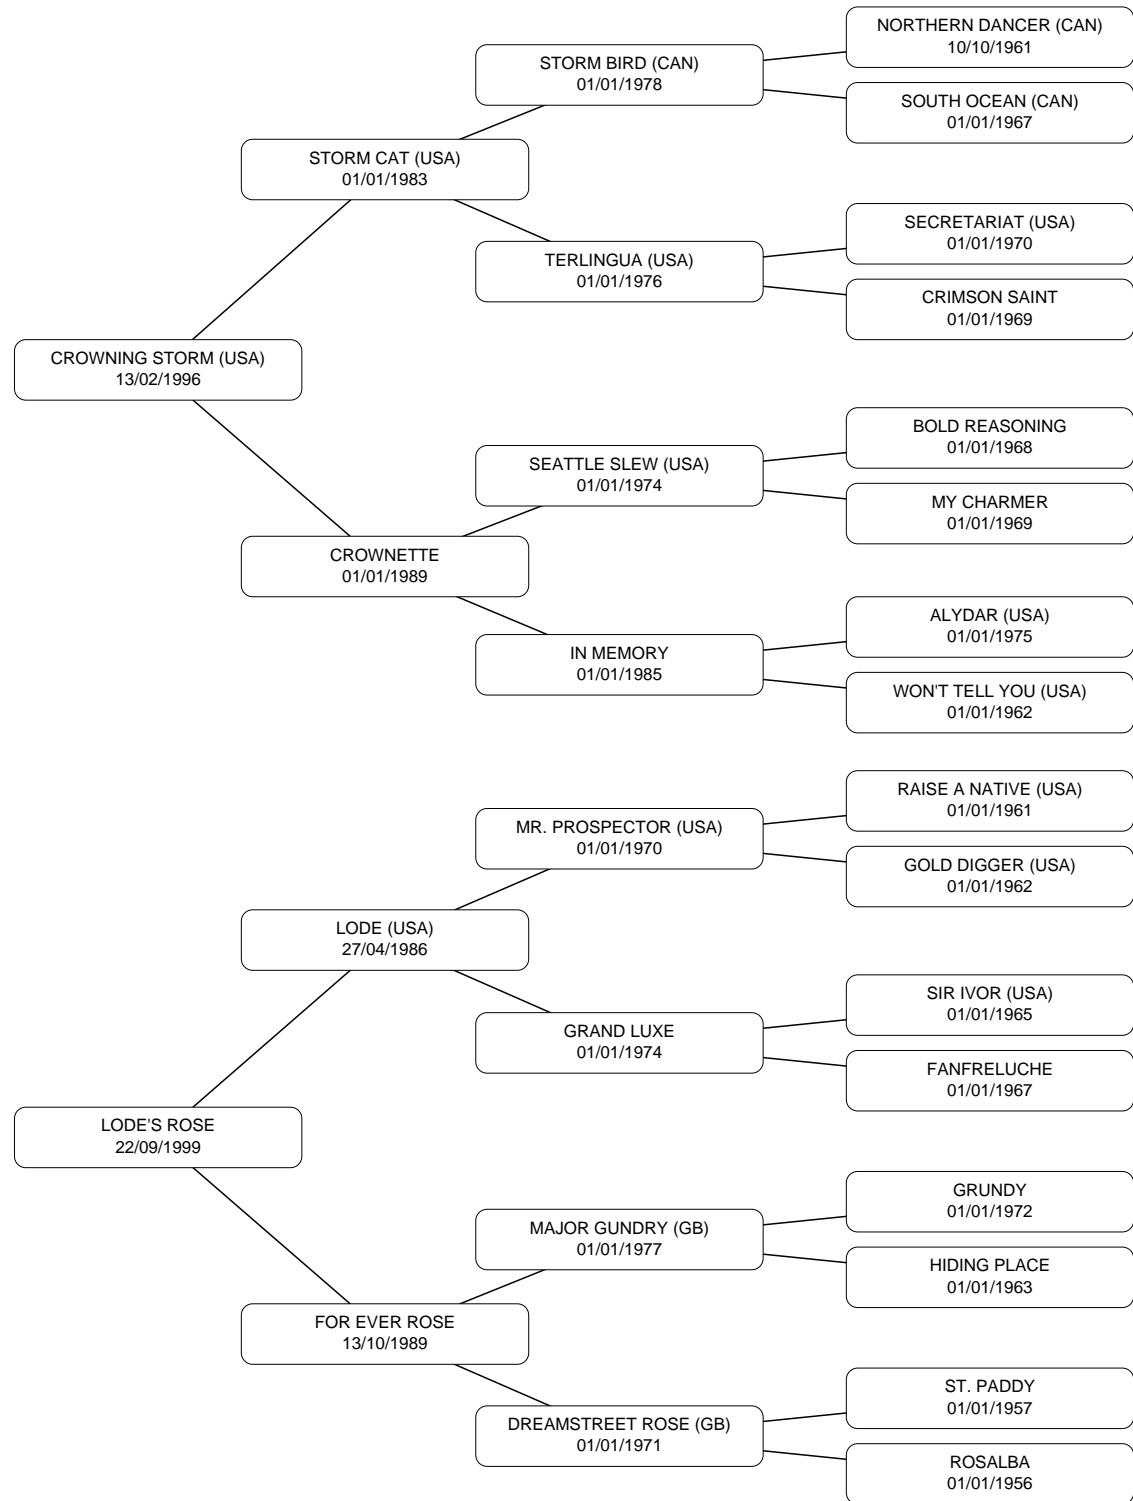 NORTHERN DANCER (CAN)
10/10/1961
STORM BIRD (CAN)
01/01/1978
SOUTH OCEAN (CAN)
01/01/1967
STORM CAT (USA)
01/01/1983
SECRETARIAT (USA)
01/01/1970
TERLINGUA (USA)
01/01/1976
CRIMSON SAINT
01/01/1969
CROWNING STORM (USA)
13/02/1996
BOLD REASONING
01/01/1968
SEATTLE SLEW (USA)
01/01/1974
MY CHARMER
01/01/1969
CROWNETTE
01/01/1989
ALYDAR (USA)
01/01/1975
IN MEMORY
01/01/1985
WON'T TELL YOU (USA)
01/01/1962
RAISE A NATIVE (USA)
01/01/1961
MR. PROSPECTOR (USA)
01/01/1970
GOLD DIGGER (USA)
01/01/1962
LODE (USA)
27/04/1986
SIR IVOR (USA)
01/01/1965
GRAND LUXE
01/01/1974
FANFRELUCHE
01/01/1967
LODE'S ROSE
22/09/1999
GRUNDY
01/01/1972
MAJOR GUNDRY (GB)
01/01/1977
HIDING PLACE
01/01/1963
FOR EVER ROSE
13/10/1989
ST. PADDY
01/01/1957
DREAMSTREET ROSE (GB)
01/01/1971
ROSALBA
01/01/1956